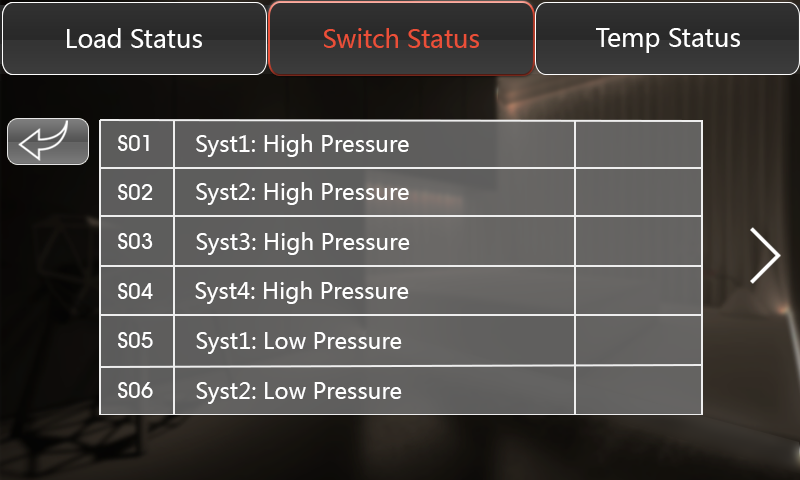 Load Status Switch Status Temp Status
S01 Syst1: High Pressure
S02 Syst2: High Pressure
S03 Syst3: High Pressure
S04 Syst4: High Pressure
S05 Syst1: Low Pressure
S06 Syst2: Low Pressure